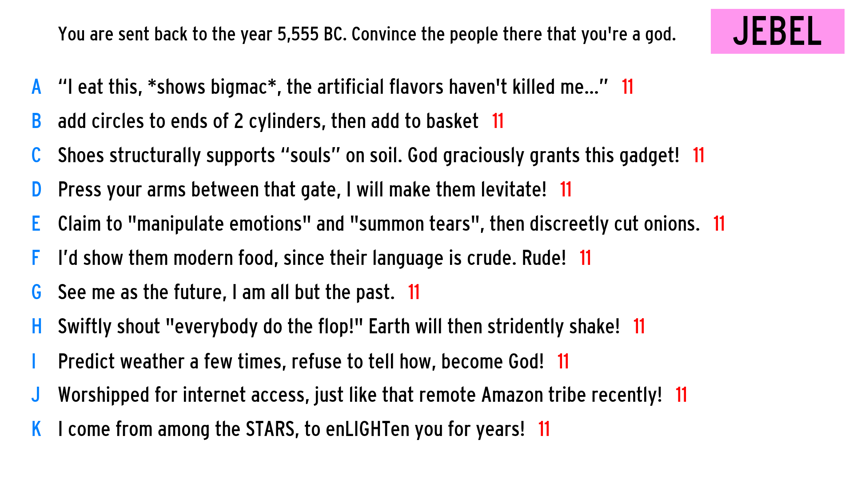 You are sent back to the year 5,555 BC. Convince the people there that you're a god.
JEBEL
A “I eat this, *shows bigmac*, the artificial flavors haven't killed me...” 11
B add circles to ends of 2 cylinders, then add to basket 11
C Shoes structurally supports “souls” on soil. God graciously grants this gadget! 11
D Press your arms between that gate, I will make them levitate! 11
E Claim to "manipulate emotions" and "summon tears", then discreetly cut onions. 11
F I’d show them modern food, since their language is crude. Rude! 11
G See me as the future, I am all but the past. 11
H Swiftly shout "everybody do the flop!" Earth will then stridently shake! 11
I Predict weather a few times, refuse to tell how, become God! 11
J Worshipped for internet access, just like that remote Amazon tribe recently! 11
K I come from among the STARS, to enLIGHTen you for years! 11